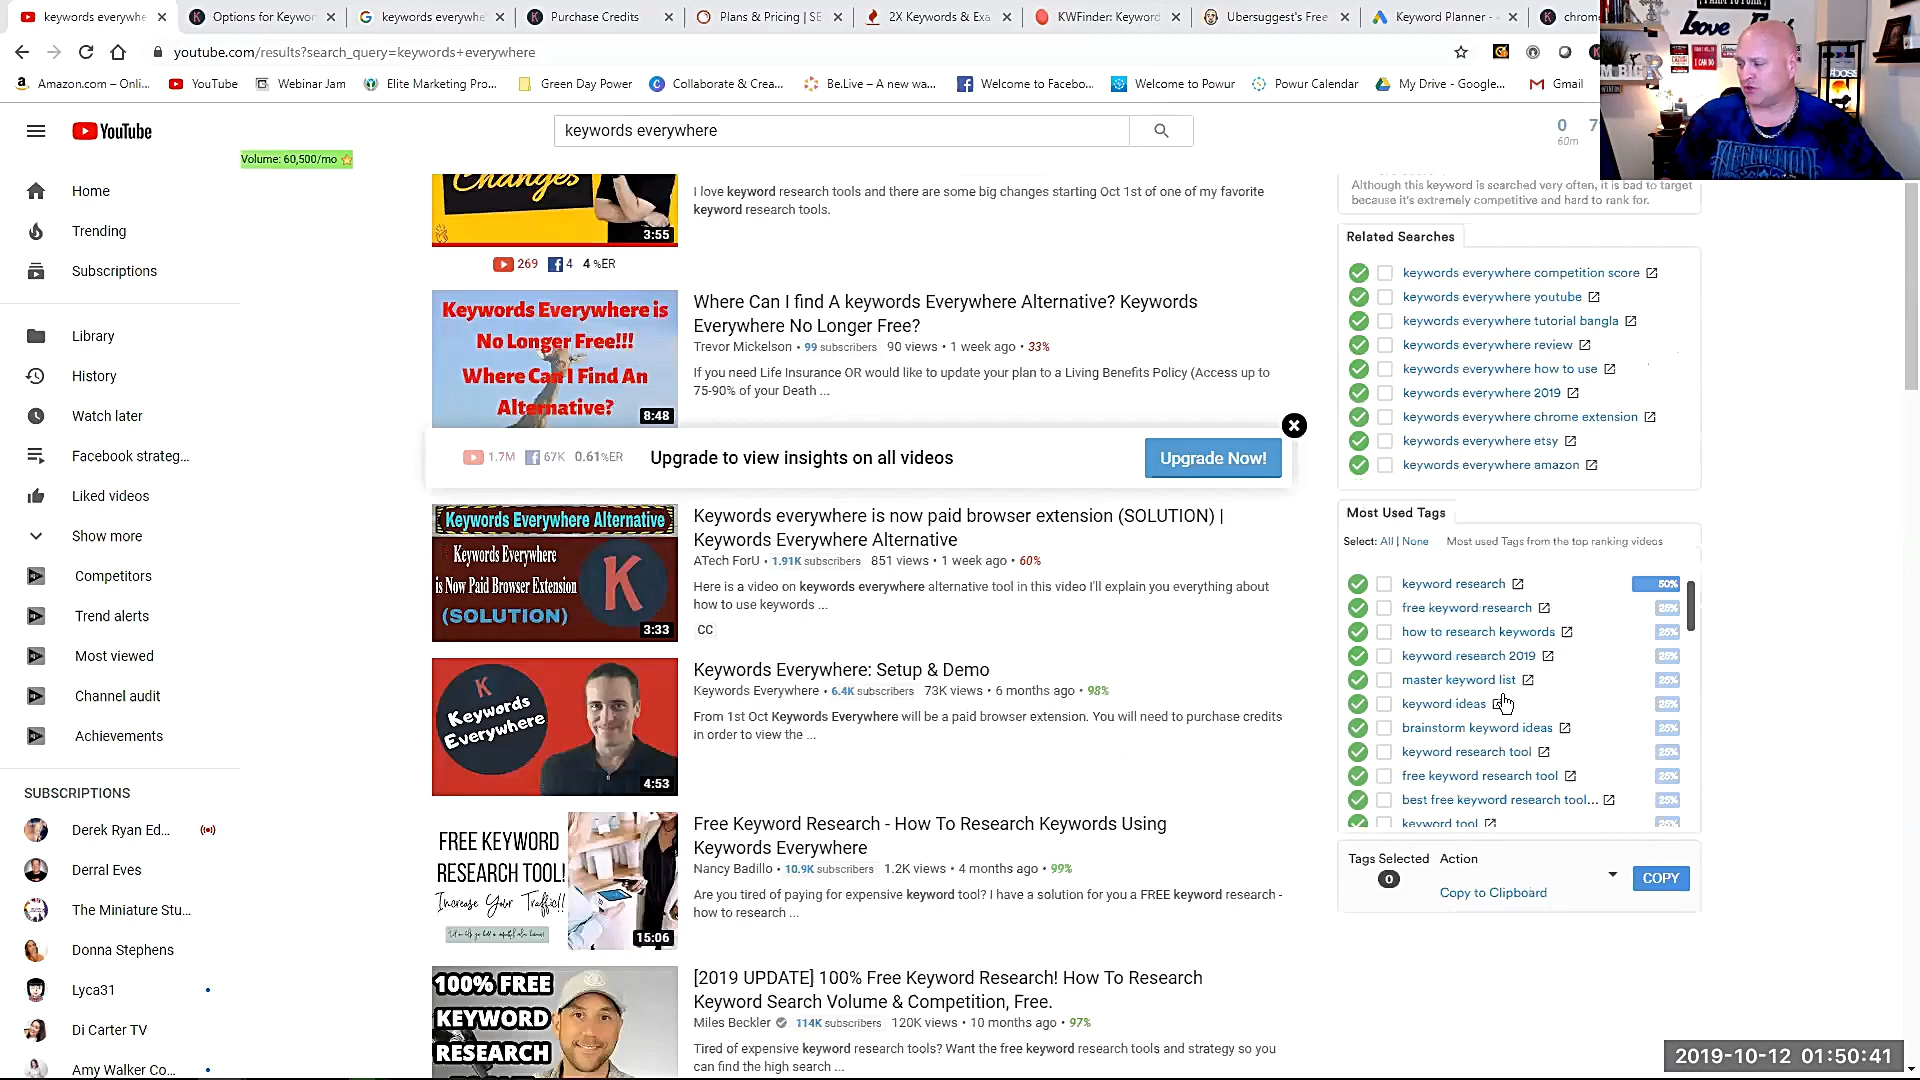 keywords everywhe
Options for Keywor
keywords everywhe
Purchase Credits
Plans & Pricing | SE
2X Keywords & Exa
KWFinder: Keyword
Ubersuggest's Free
Keyword Planner -
chrom
youtube.com/results?search_query=keywords+everywhere
Amazon.com – Onli...
YouTube
Webinar Jam
Elite Marketing Pro...
Green Day Power
Collaborate & Crea...
Be.Live – A new wa...
Welcome to Facebo...
Welcome to Powur
Powur Calendar
My Drive - Google...
Gmail
Love
#boss
YouTube
keywords everywhere
0
60m
Volume: 60,500/mo
Home
Trending
Subscriptions
Library
History
Watch later
Facebook strateg...
Liked videos
Show more
Competitors
Trend alerts
Most viewed
Channel audit
Achievements
SUBSCRIPTIONS
Derek Ryan Ed...
Derral Eves
The Miniature Stu...
Donna Stephens
Lyca31
Di Carter TV
Amy Walker Co...
Changes
3:55
I love keyword research tools and there are some big changes starting Oct 1st of one of my favorite
keyword research tools.
269 4 4 %ER
Keywords Everywhere is
No Longer Free!!!
Where Can I Find An
Alternative?
8:48
Where Can I find A keywords Everywhere Alternative? Keywords
Everywhere No Longer Free?
Trevor Mickelson • 99 subscribers 90 views • 1 week ago • 33%
If you need Life Insurance OR would like to update your plan to a Living Benefits Policy (Access up to
75-90% of your Death ...
1.7M 67K 0.61%ER
Upgrade to view insights on all videos
Upgrade Now!
Keywords Everywhere Alternative
Keywords Everywhere
is Now Paid Browser Extension
(SOLUTION)
K
3:33
Keywords everywhere is now paid browser extension (SOLUTION) |
Keywords Everywhere Alternative
ATech ForU • 1.91K subscribers 851 views • 1 week ago • 60%
Here is a video on keywords everywhere alternative tool in this video I'll explain you everything about
how to use keywords ...
CC
K
Keywords
Everywhere
4:53
Keywords Everywhere: Setup & Demo
Keywords Everywhere • 6.4K subscribers 73K views • 6 months ago • 98%
From 1st Oct Keywords Everywhere will be a paid browser extension. You will need to purchase credits
in order to view the ...
FREE KEYWORD
RESEARCH TOOL!
Increase Your Traffic!!
15:06
Free Keyword Research - How To Research Keywords Using
Keywords Everywhere
Nancy Badillo • 10.9K subscribers 1.2K views • 4 months ago • 99%
Are you tired of paying for expensive keyword tool? I have a solution for you a FREE keyword research -
how to research ...
100% FREE
KEYWORD
RESEARCH
[2019 UPDATE] 100% Free Keyword Research! How To Research
Keyword Search Volume & Competition, Free.
Miles Beckler 114K subscribers 120K views • 10 months ago • 97%
Tired of expensive keyword research tools? Want the free keyword research tools and strategy so you
can find the high search ...
Although this keyword is searched very often, it is bad to target
because it's extremely competitive and hard to rank for.
Related Searches
keywords everywhere competition score
keywords everywhere youtube
keywords everywhere tutorial bangla
keywords everywhere review
keywords everywhere how to use
keywords everywhere 2019
keywords everywhere chrome extension
keywords everywhere etsy
keywords everywhere amazon
Most Used Tags
Select: All | None Most used Tags from the top ranking videos
keyword research 50%
free keyword research 25%
how to research keywords 25%
keyword research 2019 25%
master keyword list 25%
keyword ideas 25%
brainstorm keyword ideas 25%
keyword research tool 25%
free keyword research tool 25%
best free keyword research tool... 25%
keyword tool 25%
Tags Selected Action
0
Copy to Clipboard
COPY
2019-10-12 01:50:41